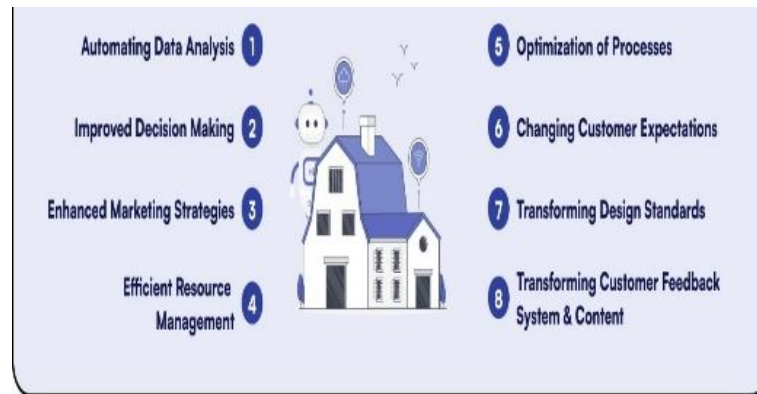 Automating Data Analysis 1
Improved Decision Making 2
Enhanced Marketing Strategies 3
Efficient Resource
Management 4
5 Optimization of Processes
6 Changing Customer Expectations
7 Transforming Design Standards
8 Transforming Customer Feedback
System & Content